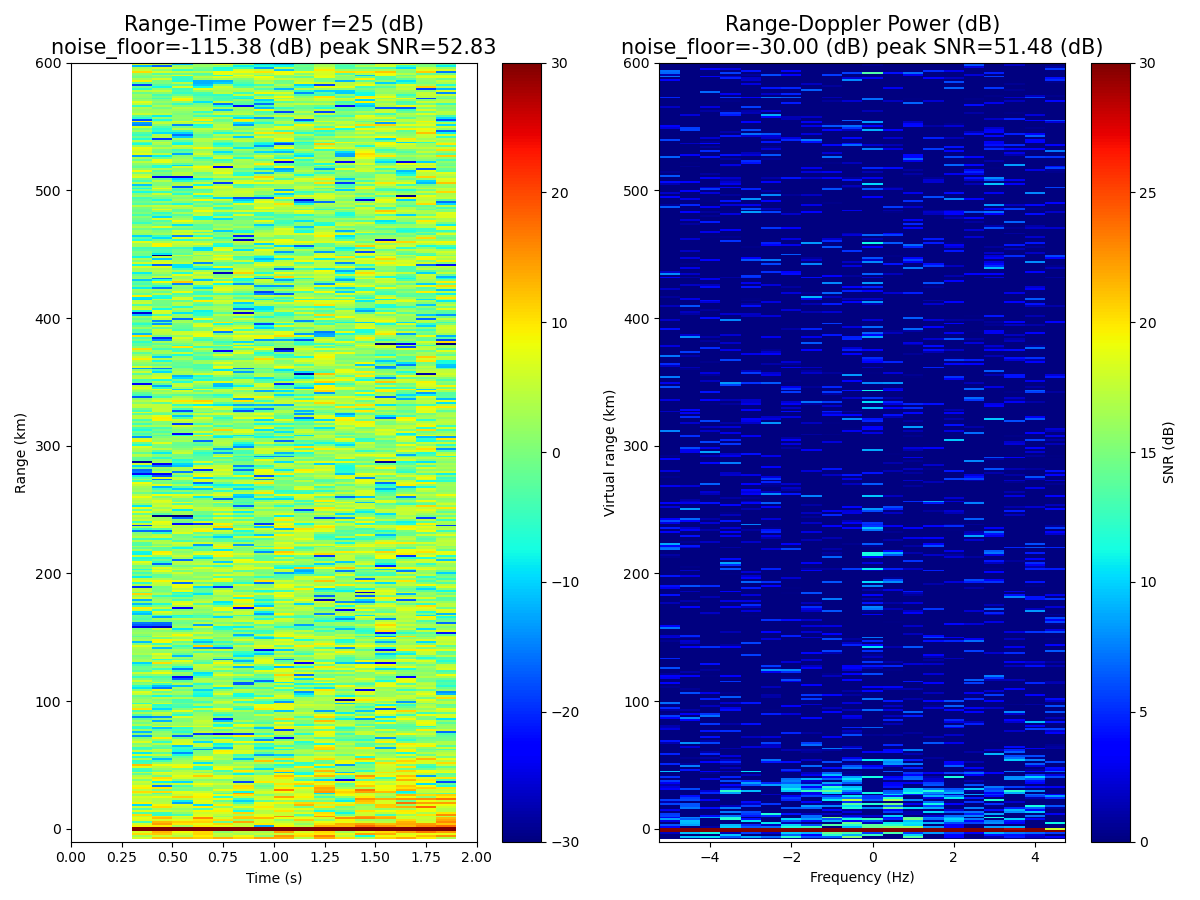 Range-Time Power f=25 (dB)
noise_floor=-115.38 (dB) peak SNR=52.83
Range-Doppler Power (dB)
noise_floor=-30.00 (dB) peak SNR=51.48 (dB)
600
500
400
300
200
100
0
Range (km)
0.00 0.25 0.50 0.75 1.00 1.25 1.50 1.75 2.00
Time (s)
30
20
10
0
−10
−20
−30
600
500
400
300
200
100
0
Virtual range (km)
−4 −2 0 2 4
Frequency (Hz)
30
25
20
15
10
5
0
SNR (dB)